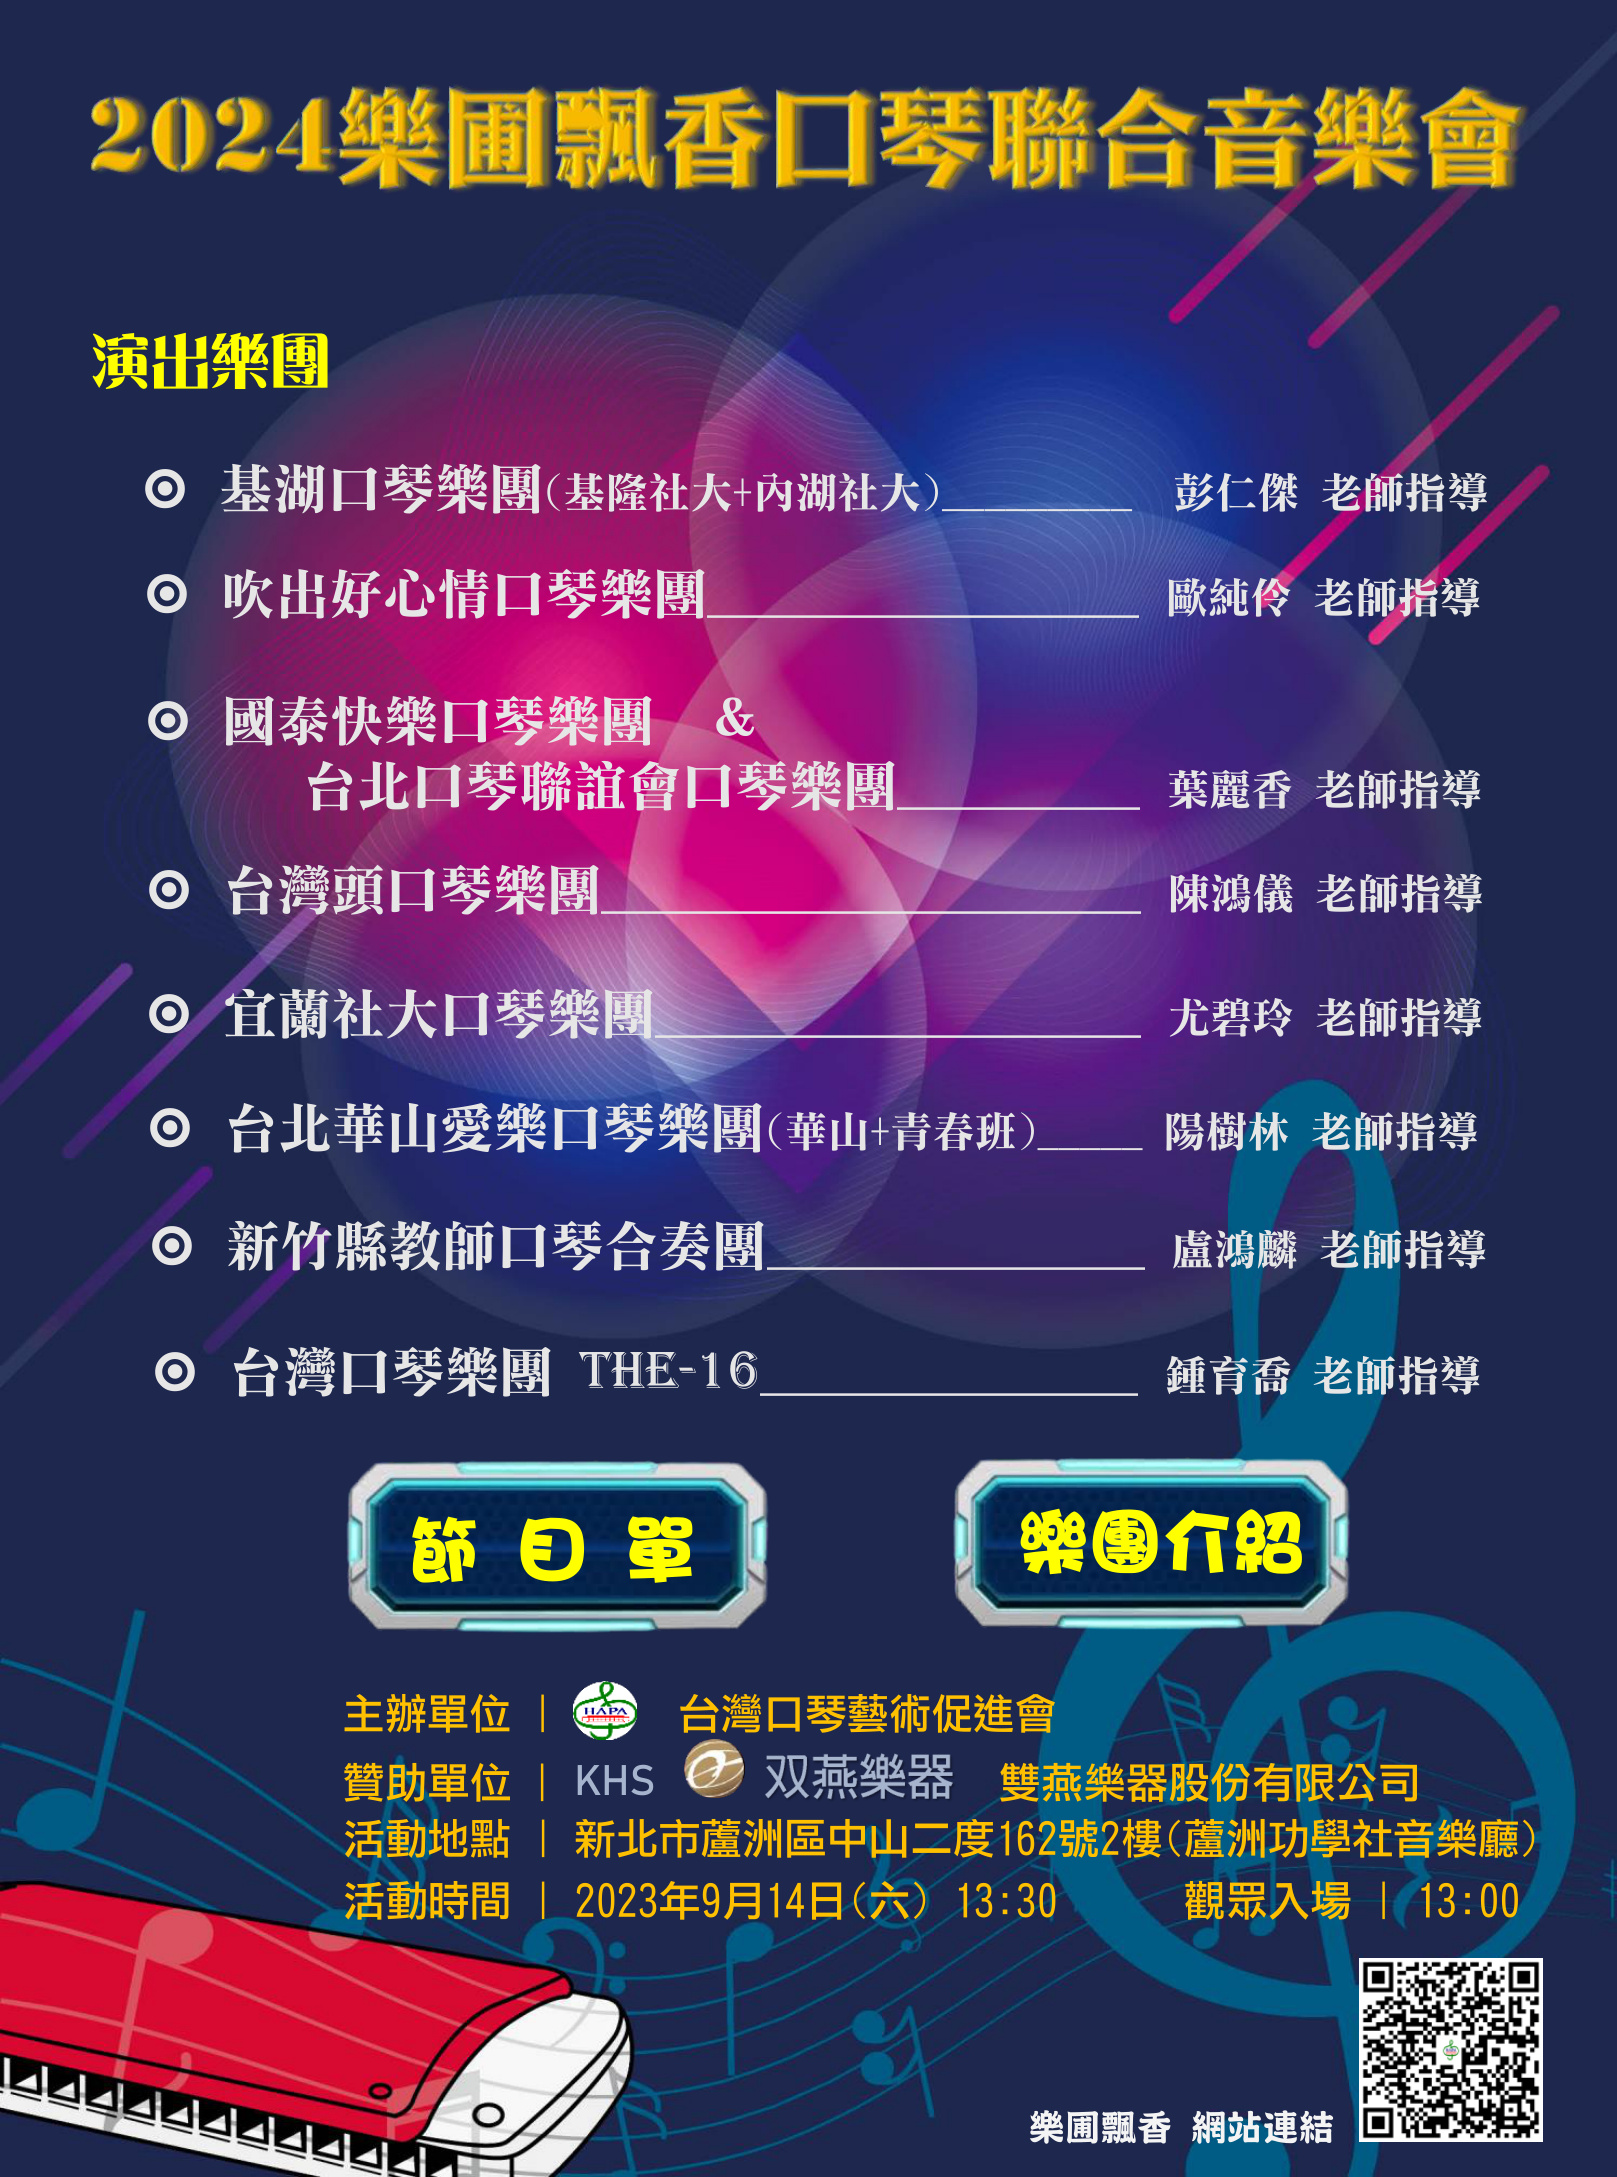 2024樂圃飄香口琴聯合音樂會
演出樂團
基湖口琴樂團(基隆社大+內湖社大)_________ 彭仁傑 老師指導
吹出好心情口琴樂團________________ 歐純伶 老師指導
國泰快樂口琴樂團 &
台北口琴聯誼會口琴樂團_________ 葉麗香 老師指導
台灣頭口琴樂團____________________ 陳鴻儀 老師指導
宜蘭社大口琴樂團__________________ 尤碧玲 老師指導
台北華山愛樂口琴樂團(華山+青春班)_____ 陽樹林 老師指導
新竹縣教師口琴合奏團______________ 盧鴻麟 老師指導
台灣口琴樂團 THE-16______________ 鍾育喬 老師指導
節目單 樂團介紹
主辦單位 | HAPA 台灣口琴藝術促進會
贊助單位 | KHS 双燕樂器 雙燕樂器股份有限公司
活動地點 | 新北市蘆洲區中山二度162號2樓(蘆洲功學社音樂廳)
活動時間 | 2023年9月14日(六) 13:30 觀眾入場 | 13:00
樂圃飄香 網站連結